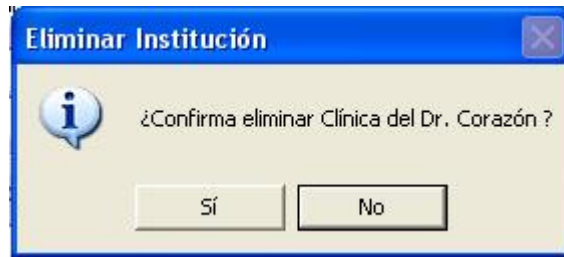 Eliminar Institución
¿Confirma eliminar Clínica del Dr. Corazón ?
Sí
No